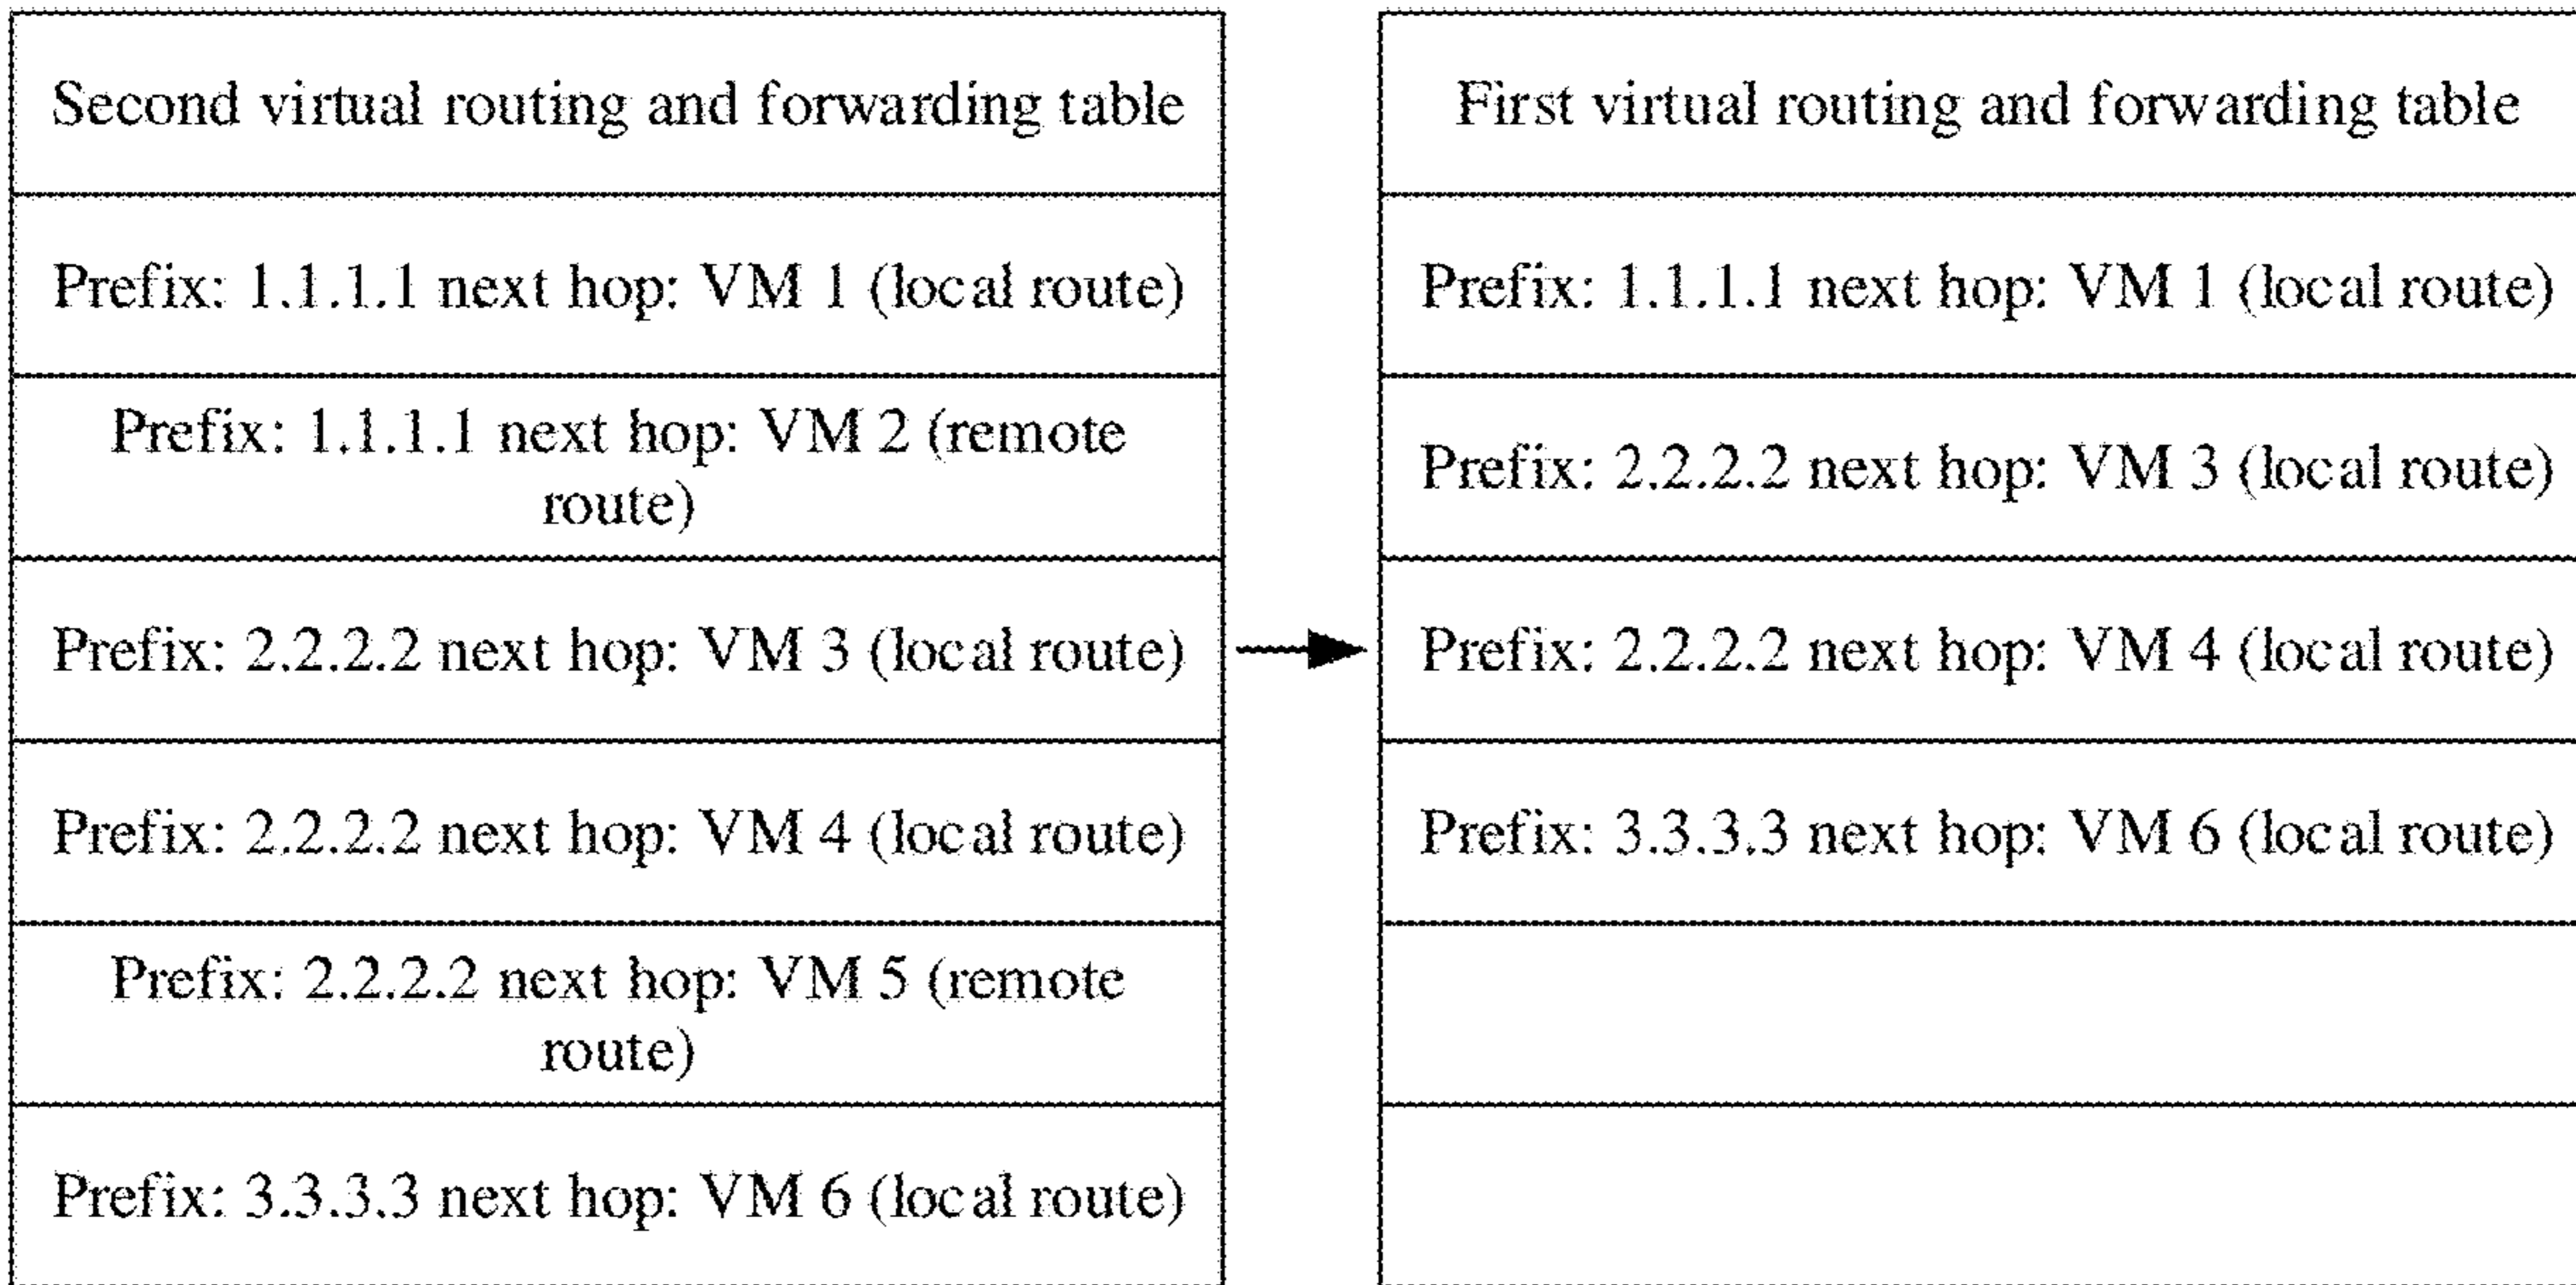 Second virtual routing and forwarding table
Prefix: 1.1.1.1 next hop: VM 1 (local route)
Prefix: 1.1.1.1 next hop: VM 2 (remote
route)
Prefix: 2.2.2.2 next hop: VM 3 (local route)
Prefix: 2.2.2.2 next hop: VM 4 (local route)
Prefix: 2.2.2.2 next hop: VM 5 (remote
route)
Prefix: 3.3.3.3 next hop: VM 6 (local route)
First virtual routing and forwarding table
Prefix: 1.1.1.1 next hop: VM 1 (local route)
Prefix: 2.2.2.2 next hop: VM 3 (local route)
Prefix: 2.2.2.2 next hop: VM 4 (local route)
Prefix: 3.3.3.3 next hop: VM 6 (local route)